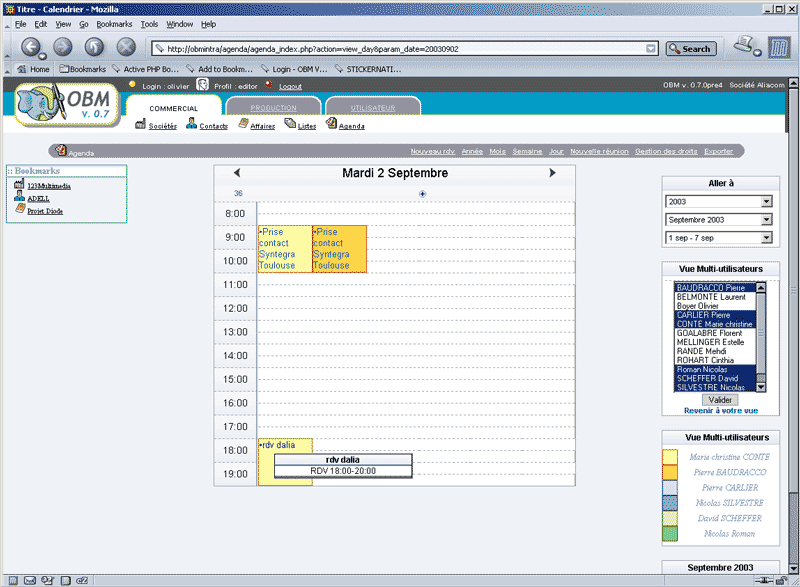 Titre - Calendrier - Mozilla
File Edit View Go Bookmarks Tools Window Help
http://obmintra/agenda/agenda_index.php?action=view_day&param_date=20030902
Search
Home Bookmarks Active PHP Bo... Add to Bookm... Login - OBM V... STICKERNATI...
Login : olivier Profil : editor Logout OBM v. 0.7.0pre4 Société Aliacom
OBM
v. 0.7
COMMERCIAL PRODUCTION UTILISATEUR
Sociétés Contacts Affaires Listes Agenda
Agenda Nouveau rdv Année Mois Semaine Jour Nouvelle réunion Gestion des droits Exporter
:: Bookmarks
123Multimedia
ADELL
Projet Diode
Mardi 2 Septembre
36
8:00
9:00
10:00
11:00
12:00
13:00
14:00
15:00
16:00
17:00
18:00
19:00
•Prise
contact
Syntegra
Toulouse
•Prise
contact
Syntegra
Toulouse
•rdv dalia
rdv dalia
RDV 18:00-20:00
Aller à
2003
Septembre 2003
1 sep - 7 sep
Vue Multi-utilisateurs
BAUDRACCO Pierre
BELMONTE Laurent
Boyer Olivier
CARLIER Pierre
CONTE Marie christine
GOALABRE Florent
MELLINGER Estelle
RANDE Mehdi
ROHART Cinthia
Roman Nicolas
SCHEFFER David
SILVESTRE Nicolas
Valider
Revenir à votre vue
Vue Multi-utilisateurs
Marie christine CONTE
Pierre BAUDRACCO
Pierre CARLIER
Nicolas SILVESTRE
David SCHEFFER
Nicolas Roman
Septembre 2003